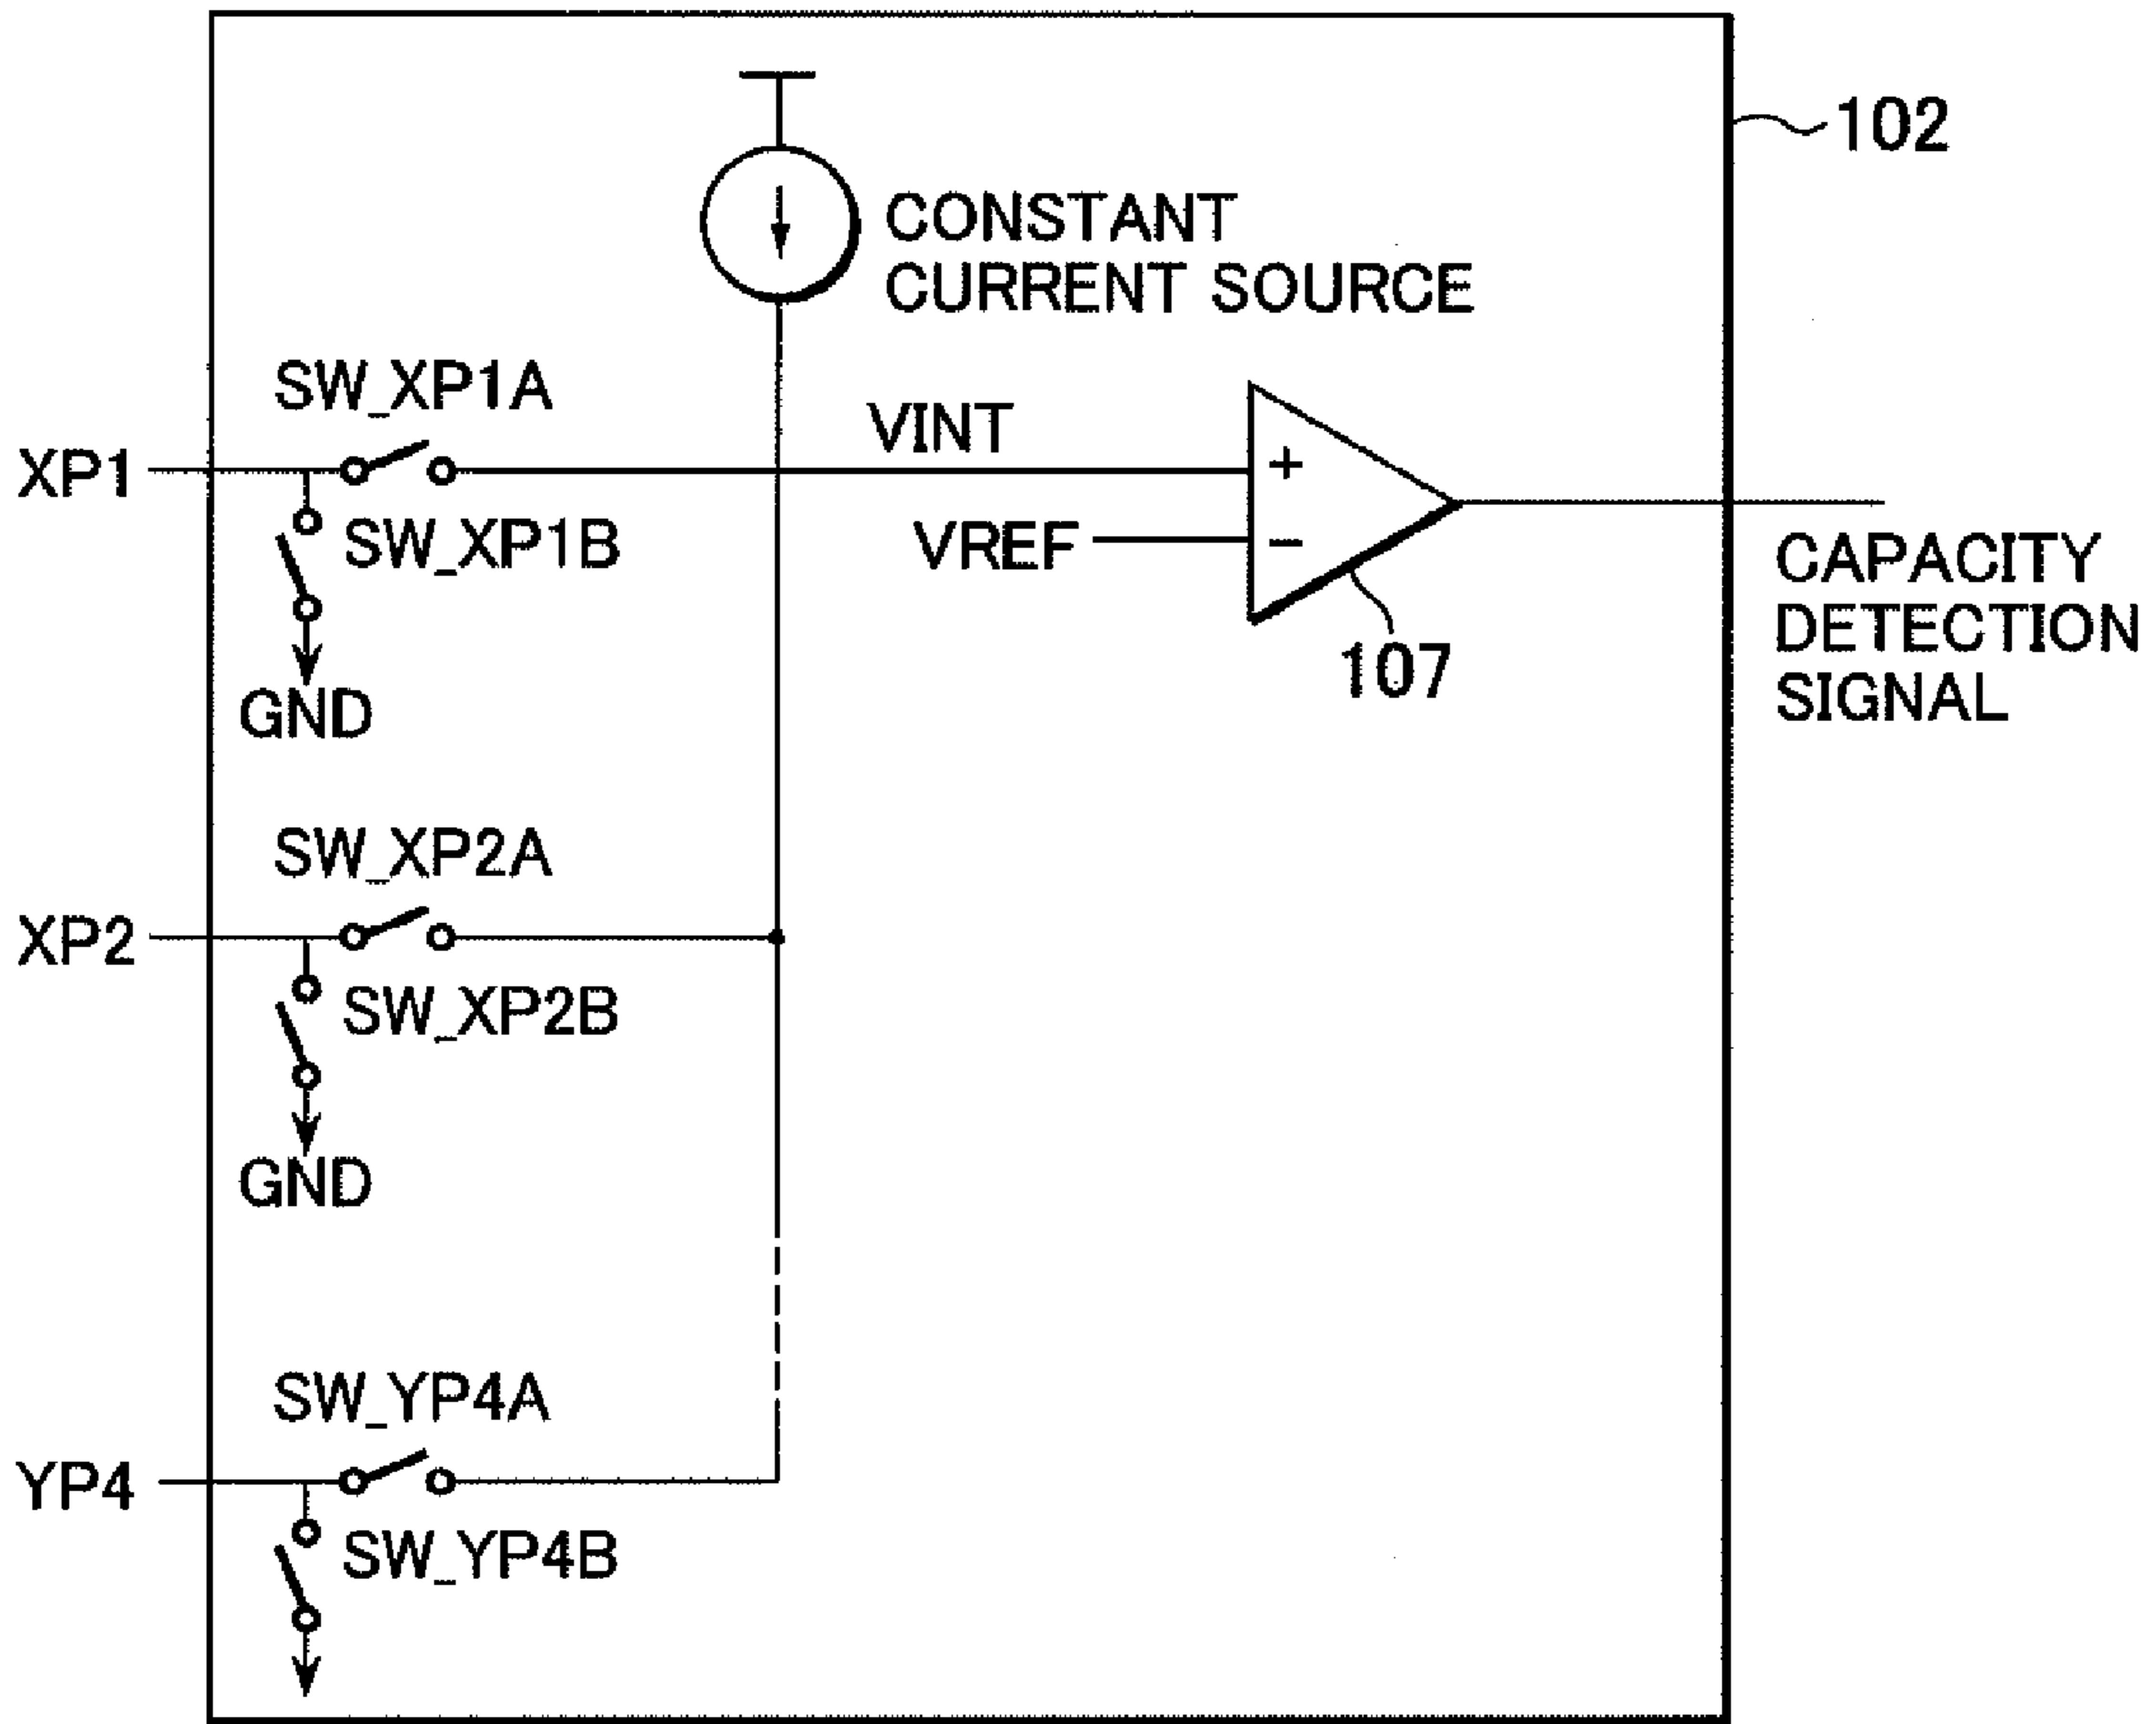 102
CONSTANT
CURRENT SOURCE
SW_XP1A
VINT
XP1
+
SW_XP1B
VREF
−
CAPACITY
DETECTION
SIGNAL
107
GND
SW_XP2A
XP2
SW_XP2B
GND
SW_YP4A
YP4
SW_YP4B